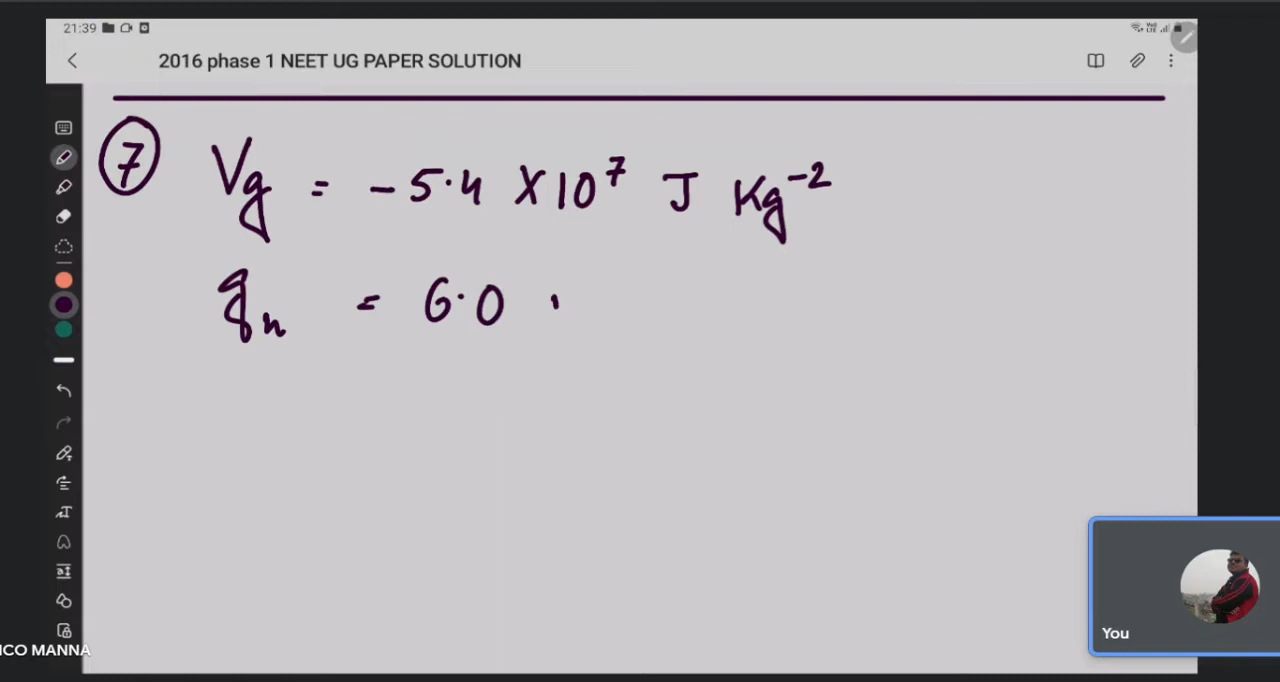 21:39
2016 phase 1 NEET UG PAPER SOLUTION
7 Vg = - 5.4 X 10⁷ J Kg⁻²
gn = 6.0
You
ICO MANNA